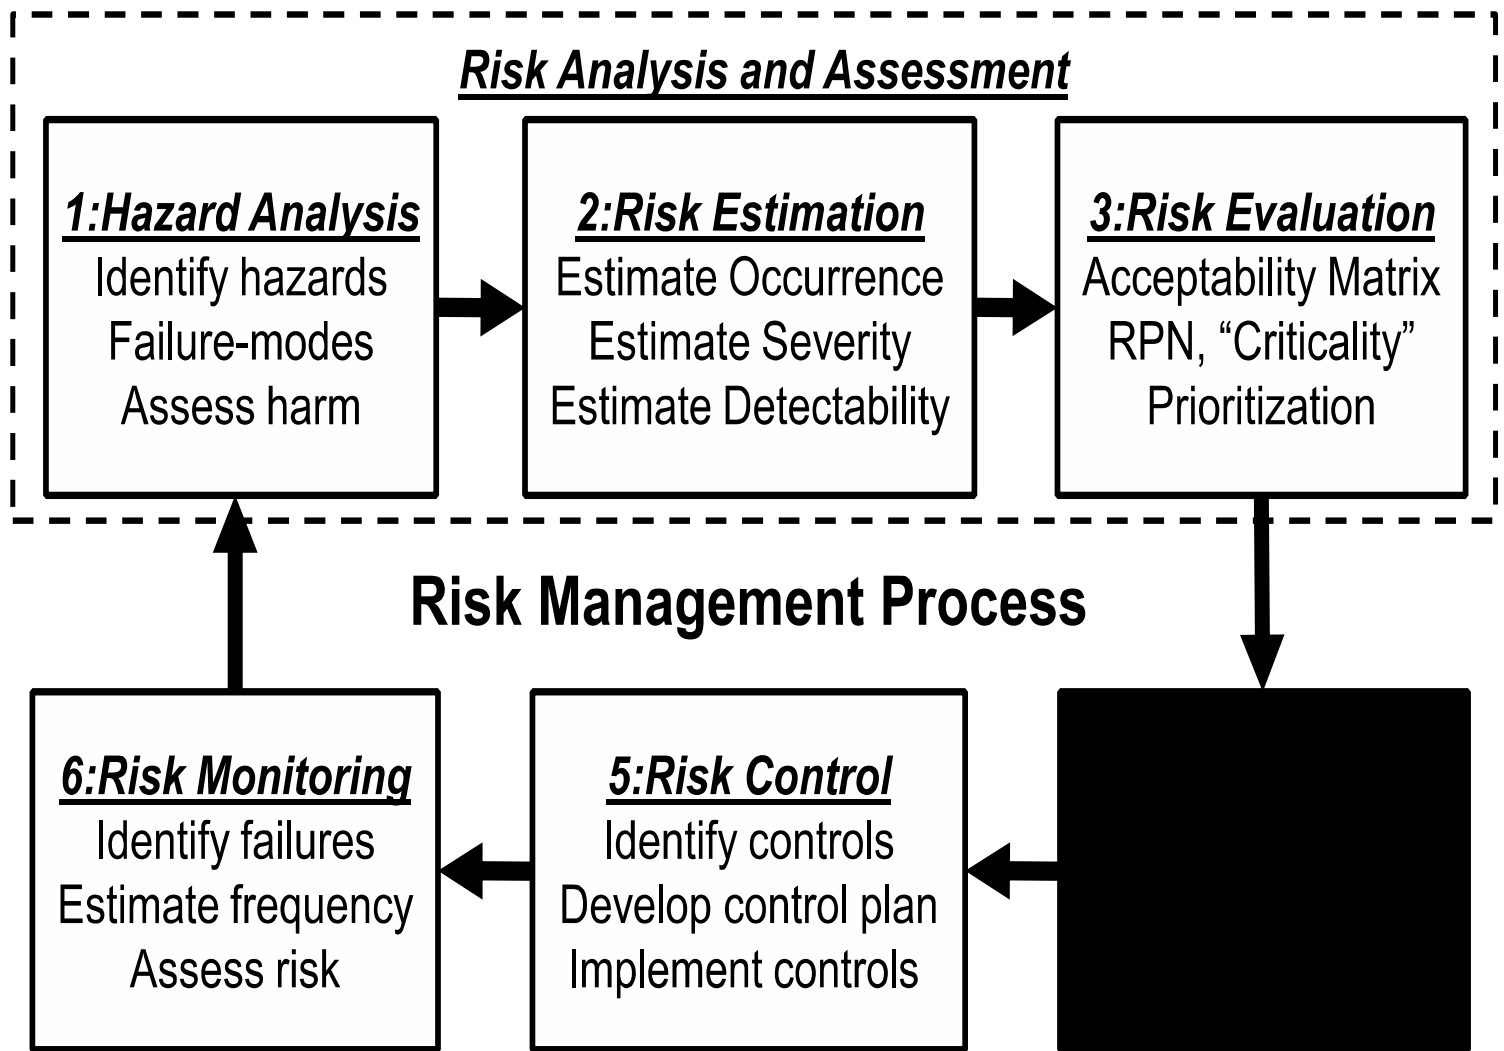 Risk Analysis and Assessment
1:Hazard Analysis
Identify hazards
Failure-modes
Assess harm
2:Risk Estimation
Estimate Occurrence
Estimate Severity
Estimate Detectability
3:Risk Evaluation
Acceptability Matrix
RPN, “Criticality”
Prioritization
Risk Management Process
6:Risk Monitoring
Identify failures
Estimate frequency
Assess risk
5:Risk Control
Identify controls
Develop control plan
Implement controls